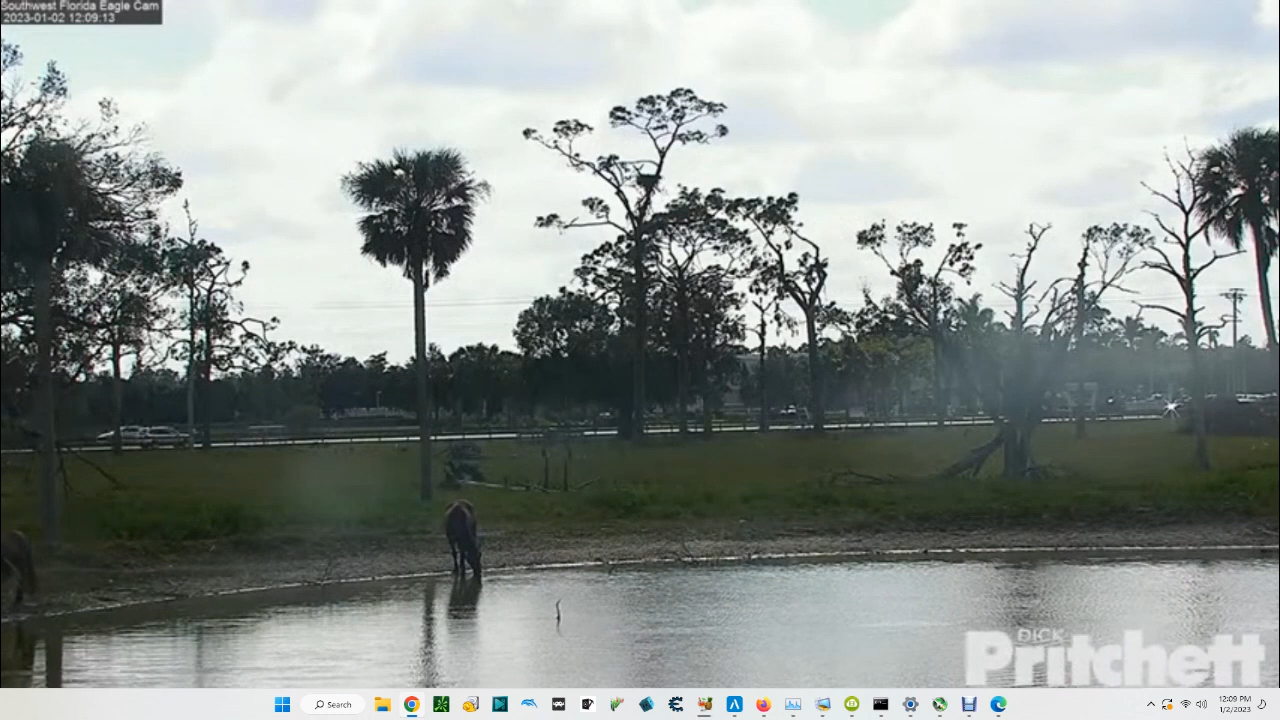 Southwest Florida Eagle Cam
2023-01-02 12:09:13
DICK
Pritchett
Search
12:09 PM
1/2/2023